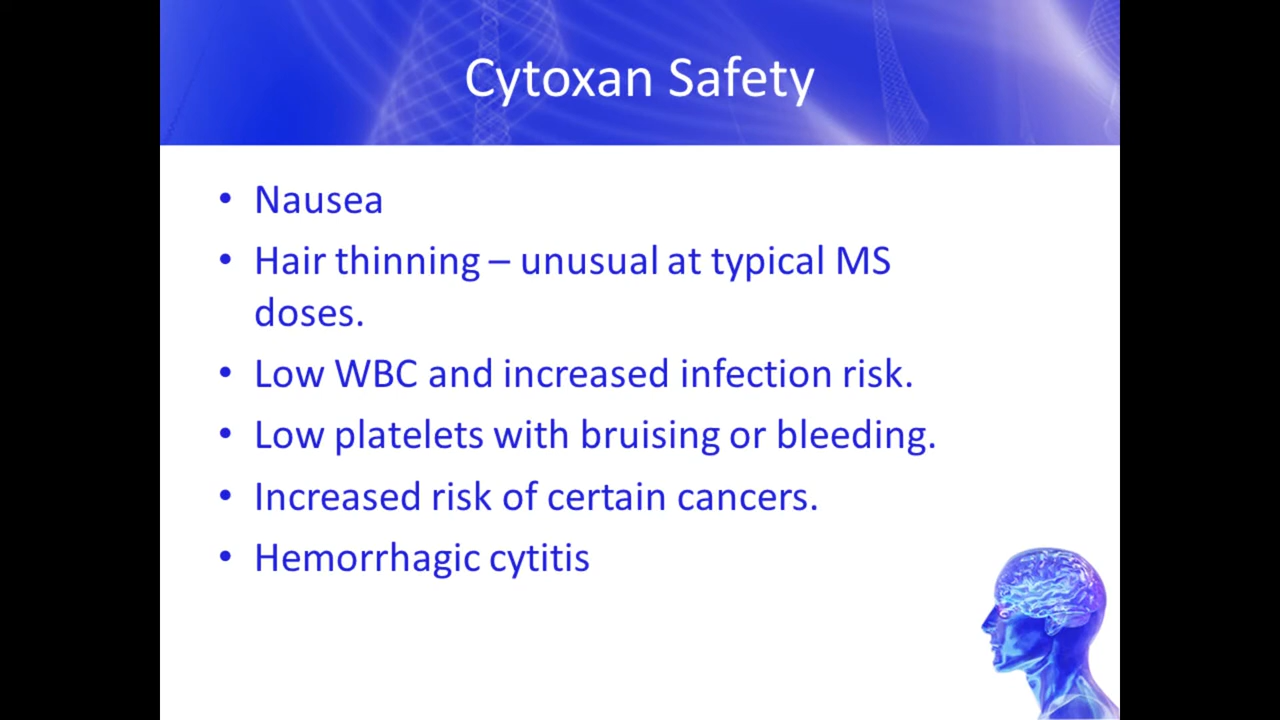 Cytoxan Safety
• Nausea
• Hair thinning – unusual at typical MS
doses.
• Low WBC and increased infection risk.
• Low platelets with bruising or bleeding.
• Increased risk of certain cancers.
• Hemorrhagic cytitis